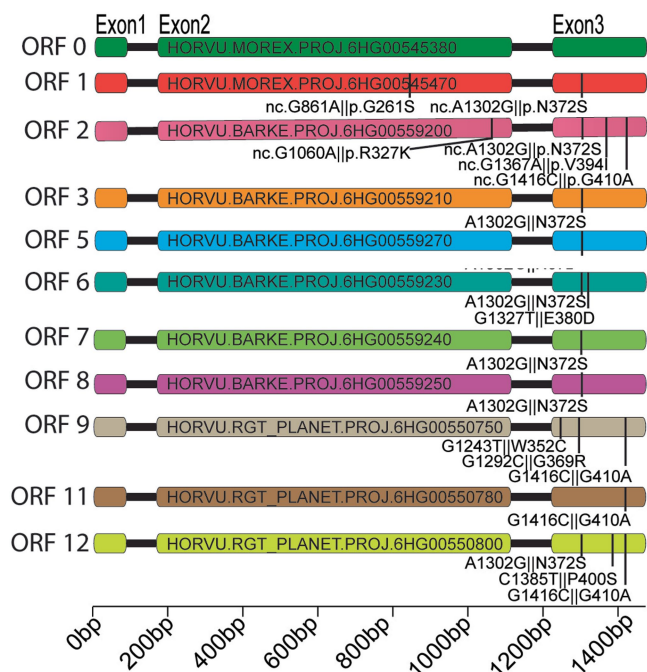 Exon1 Exon2 Exon3
ORF 0 HORVU.MOREX.PROJ.6HG00545380
ORF 1 HORVU.MOREX.PROJ.6HG00545470
nc.G861A||p.G261S nc.A1302G||p.N372S
ORF 2 HORVU.BARKE.PROJ.6HG00559200
nc.G1060A||p.R327K nc.A1302G||p.N372S
nc.G1367A||p.V394I
nc.G1416C||p.G410A
ORF 3 HORVU.BARKE.PROJ.6HG00559210
A1302G||N372S
ORF 5 HORVU.BARKE.PROJ.6HG00559270
ORF 6 HORVU.BARKE.PROJ.6HG00559230
A1302G||N372S
G1327T||E380D
ORF 7 HORVU.BARKE.PROJ.6HG00559240
A1302G||N372S
ORF 8 HORVU.BARKE.PROJ.6HG00559250
A1302G||N372S
ORF 9 HORVU.RGT_PLANET.PROJ.6HG00550750
G1243T||W352C
G1292C||G369R
G1416C||G410A
ORF 11 HORVU.RGT_PLANET.PROJ.6HG00550780
G1416C||G410A
ORF 12 HORVU.RGT_PLANET.PROJ.6HG00550800
A1302G||N372S
C1385T||P400S
G1416C||G410A
0bp 200bp 400bp 600bp 800bp 1000bp 1200bp 1400bp